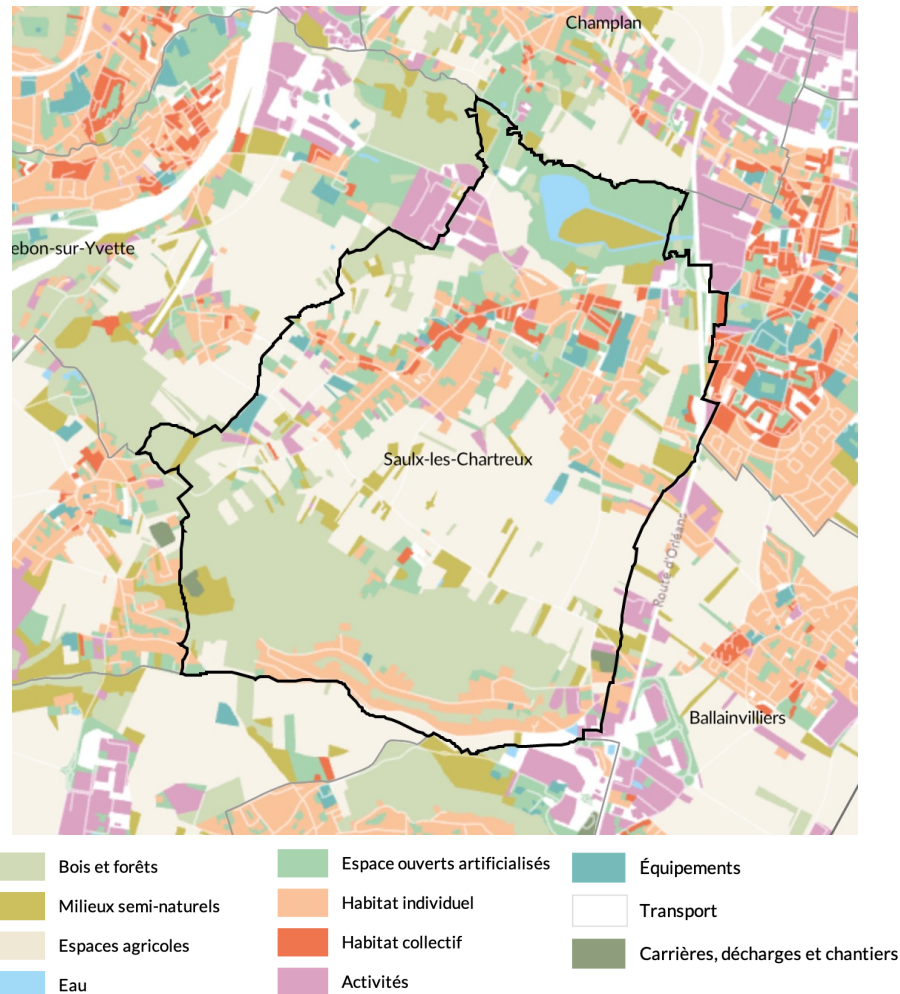 Champlan
ebon-sur-Yvette
Saulx-les-Chartreux
Route d'Orléans
Ballainvilliers
Bois et forêts
Milieux semi-naturels
Espaces agricoles
Eau
Espace ouverts artificialisés
Habitat individuel
Habitat collectif
Activités
Équipements
Transport
Carrières, décharges et chantiers